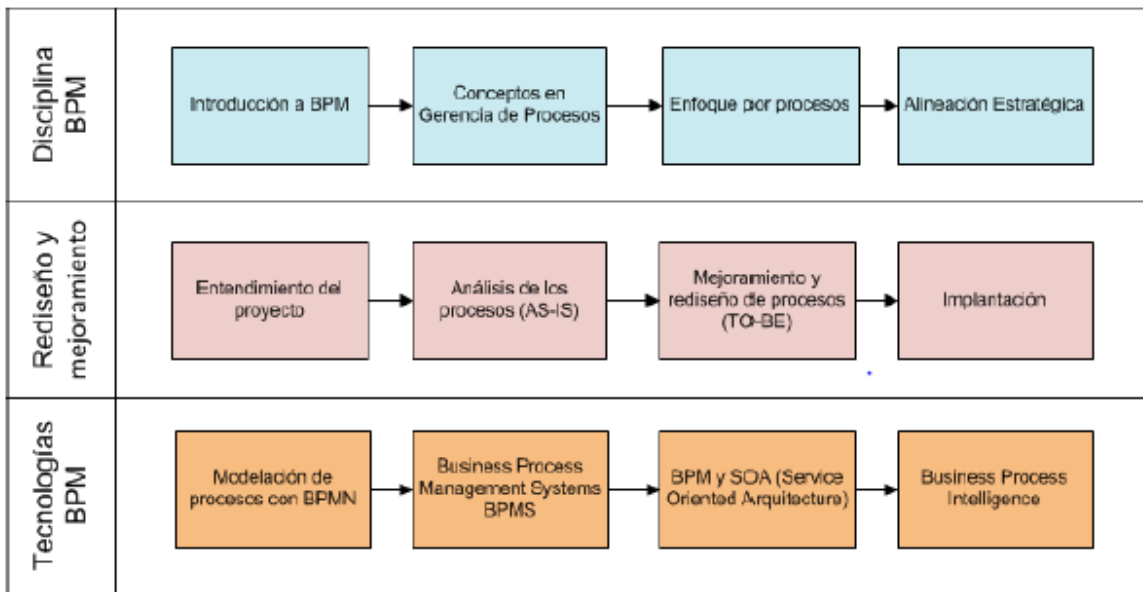 Disciplina
BPM
Introducción a BPM
Conceptos en
Gerencia de Procesos
Enfoque por procesos
Alineación Estratégica
Rediseño y
mejoramiento
Entendimiento del
proyecto
Análisis de los
procesos (AS-IS)
Mejoramiento y
rediseño de procesos
(TO-BE)
Implantación
Tecnologías
BPM
Modelación de
procesos con BPMN
Business Process
Management Systems
BPMS
BPM y SOA (Service
Oriented Arquitecture)
Business Process
Intelligence